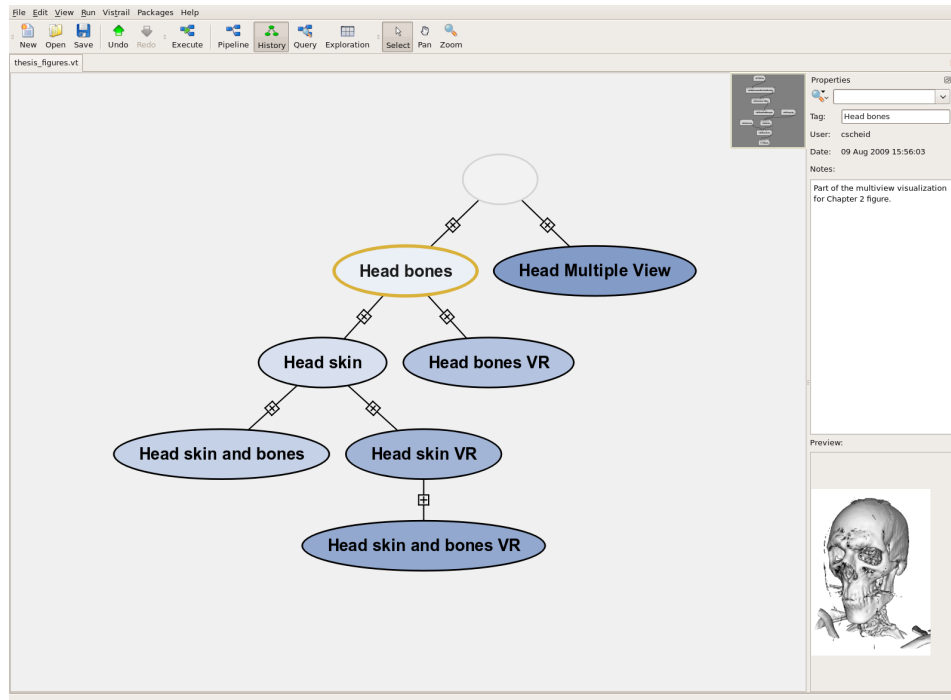 File Edit View Run Vistrail Packages Help
New Open Save Undo Redo Execute Pipeline History Query Exploration Select Pan Zoom
thesis_figures.vt
Properties
Tag: Head bones
User: cscheid
Date: 09 Aug 2009 15:56:03
Notes:
Part of the multiview visualization
for Chapter 2 figure.
Head bones
Head Multiple View
Head skin
Head bones VR
Head skin and bones
Head skin VR
Head skin and bones VR
Preview: